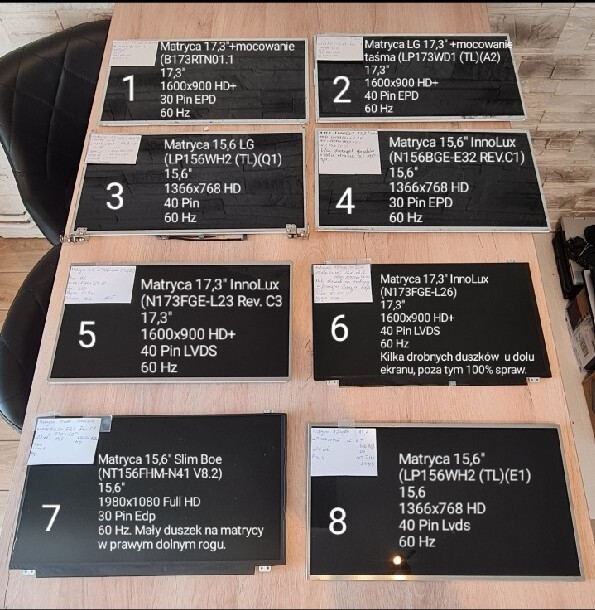 1
Matryca 17,3"+mocowanie
(B173RTN01.1
17,3"
1600x900 HD+
30 Pin EPD
60 Hz
2
Matryca LG 17,3" +mocowanie
taśma (LP173WD1 (TL)(A2)
17,3"
1600x900 HD+
40 Pin EPD
60 Hz
3
Matryca 15,6 LG
(LP156WH2 (TL)(Q1)
15,6"
1366x768 HD
40 Pin
60 Hz
4
Matryca 15,6" InnoLux
(N156BGE-E32 REV.C1)
15,6"
1366x768 HD
30 Pin EPD
60 Hz
5
Matryca 17,3" InnoLux
(N173FGE-L23 Rev. C3
17,3"
1600x900 HD+
40 Pin LVDS
60 Hz
6
Matryca 17,3" InnoLux
(N173FGE-L26)
17,3"
1600x900 HD+
40 Pin LVDS
60 Hz
Kilka drobnych duszków u dolu
ekranu, poza tym 100% spraw.
7
Matryca 15,6" Slim Boe
(NT156FHM-N41 V8.2)
15,6"
1980x1080 Full HD
30 Pin Edp
60 Hz. Mały duszek na matrycy
w prawym dolnym rogu.
8
Matryca 15,6"
(LP156WH2 (TL)(E1)
15,6
1366x768 HD
40 Pin Lvds
60 Hz